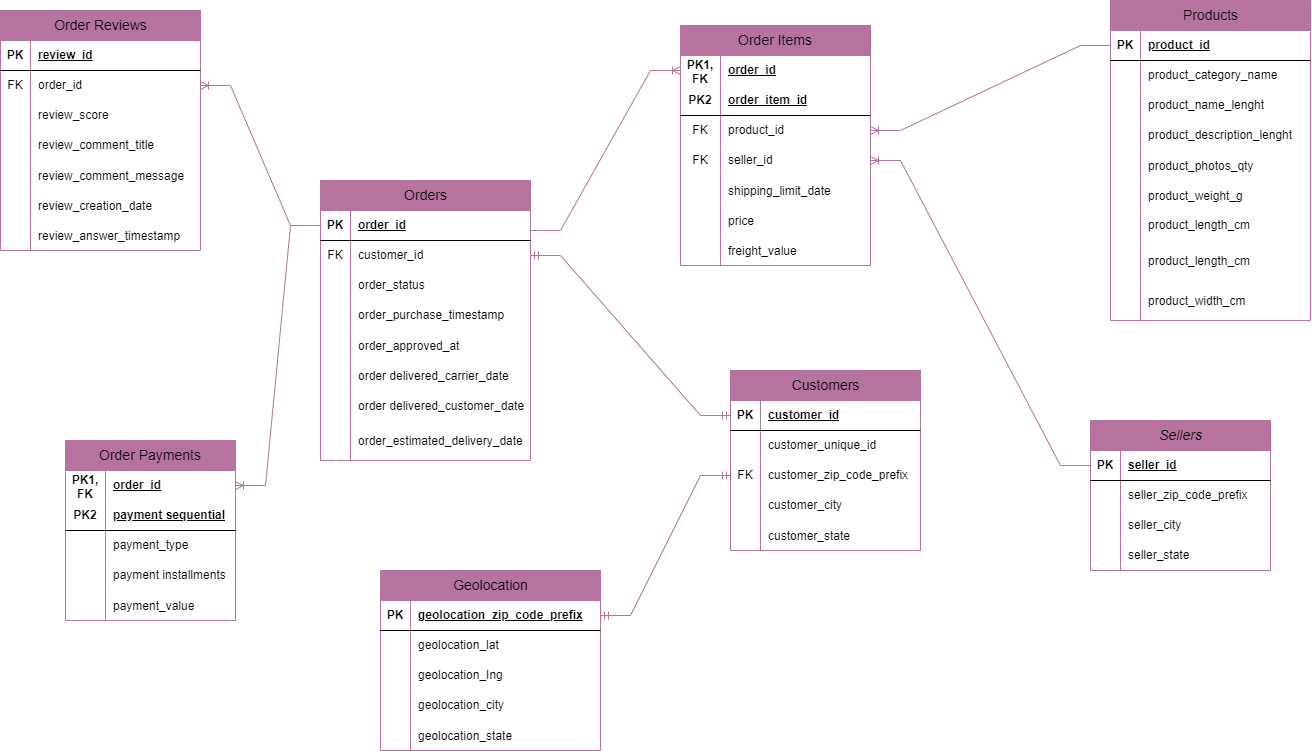 Order Reviews
PK review_id
FK order_id
review_score
review_comment_title
review_comment_message
review_creation_date
review_answer_timestamp
Orders
PK order_id
FK customer_id
order_status
order_purchase_timestamp
order_approved_at
order delivered_carrier_date
order delivered_customer_date
order_estimated_delivery_date
Order Items
PK1, FK order_id
PK2 order_item_id
FK product_id
FK seller_id
shipping_limit_date
price
freight_value
Products
PK product_id
product_category_name
product_name_lenght
product_description_lenght
product_photos_qty
product_weight_g
product_length_cm
product_length_cm
product_width_cm
Customers
PK customer_id
customer_unique_id
FK customer_zip_code_prefix
customer_city
customer_state
Sellers
PK seller_id
seller_zip_code_prefix
seller_city
seller_state
Order Payments
PK1, FK order_id
PK2 payment sequential
payment_type
payment installments
payment_value
Geolocation
PK geolocation_zip_code_prefix
geolocation_lat
geolocation_lng
geolocation_city
geolocation_state